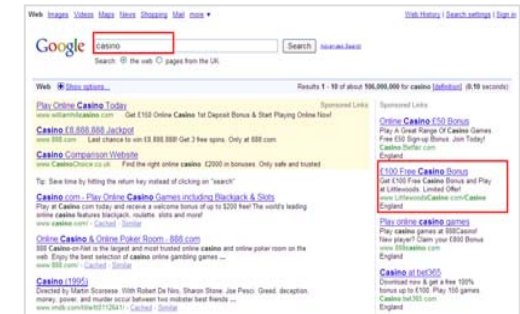 Web Images Videos Maps News Shopping Mail more ▼
Web History | Search settings | Sign in
Google
casino
Search
Advanced Search
Search: the web pages from the UK
Web Show options...
Results 1 - 10 of about 106,000,000 for casino [definition] (0.10 seconds)
Play Online Casino Today
Sponsored Links
www.williamhillcasino.com Get £150 Online Casino 1st Deposit Bonus & Start Playing Online Now!
Casino £8,888,888 Jackpot
www.888.com Last chance to win £8,888,888! Get 3 free spins. Only at 888.com
Casino Comparison Website
www.CasinoChoice.co.uk Find the right online casino. £2000 in bonuses. Only safe and trusted
Tip: Save time by hitting the return key instead of clicking on "search"
Casino.com - Play Online Casino Games including Blackjack & Slots
Play at Casino.com today and receive a welcome bonus of up to $200 free! The world's leading
online casino features blackjack, roulette, slots and more!
www.casino.com/ - Cached - Similar
Online Casino & Online Poker Room - 888.com
888 Casino-on-Net is the largest and most trusted online casino and online poker room on the
web. Enjoy the best selection of casino online gambling games ...
www.888.com/ - Cached - Similar
Casino (1995)
Directed by Martin Scorsese. With Robert De Niro, Sharon Stone, Joe Pesci. Greed, deception,
money, power, and murder occur between two mobster best friends ...
www.imdb.com/title/tt0112641/ - Cached - Similar
Sponsored Links
Online Casino £50 Bonus
Play A Great Range Of Casino Games.
Free £50 Sign-up Bonus. Join Today!
Casino.Betfair.com
England
£100 Free Casino Bonus
Get £100 Free Casino Bonus and Play
at Littlewoods. Limited Offer!
www.LittlewoodsCasino.com/Casino
England
Play online casino games
Play casino games at 888Casino!
New player? Claim your £800 Bonus
www.888casino.com
England
Casino at bet365
Download now & get a free 100%
bonus up to £100. Play 150 games.
Casino.bet365.com
England